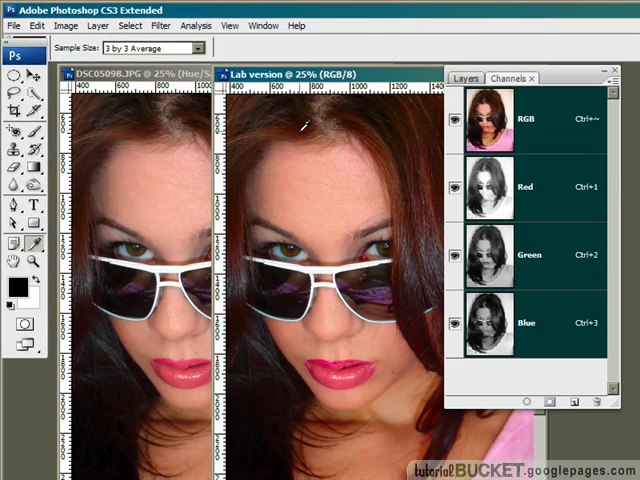 Adobe Photoshop CS3 Extended
File Edit Image Layer Select Filter Analysis View Window Help
Sample Size: 3 by 3 Average
Ps
DSC05098.JPG @ 25% (Hue/S
Lab version @ 25% (RGB/8)
Layers Channels ×
RGB Ctrl+~
Red Ctrl+1
Green Ctrl+2
Blue Ctrl+3
tutorialBUCKET.googlepages.com